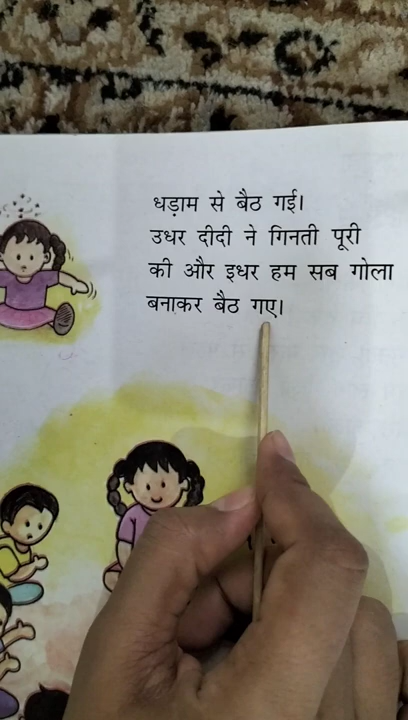 धड़ाम से बैठ गई।
उधर दीदी ने गिनती पूरी
की और इधर हम सब गोला
बनाकर बैठ गए।